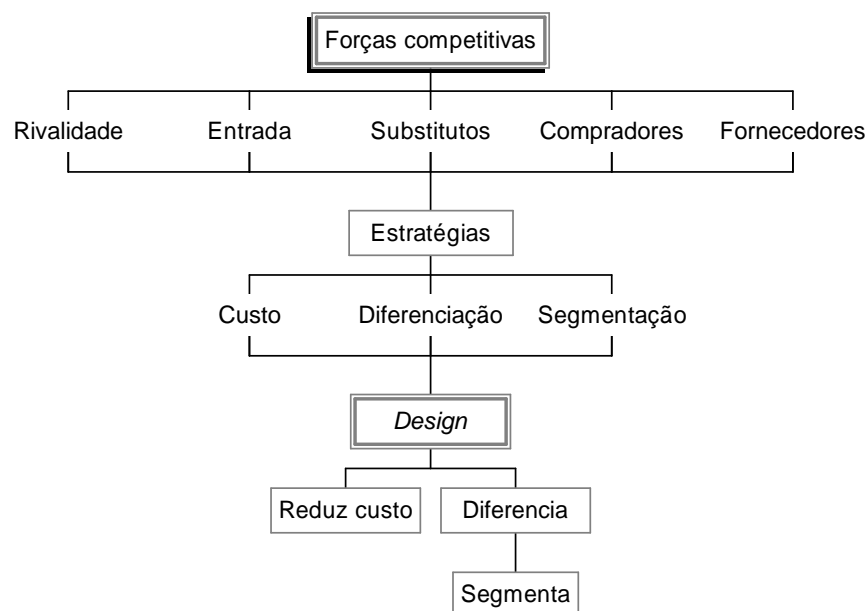 Forças competitivas
Rivalidade Entrada Substitutos Compradores Fornecedores
Estratégias
Custo Diferenciação Segmentação
Design
Reduz custo Diferencia
Segmenta